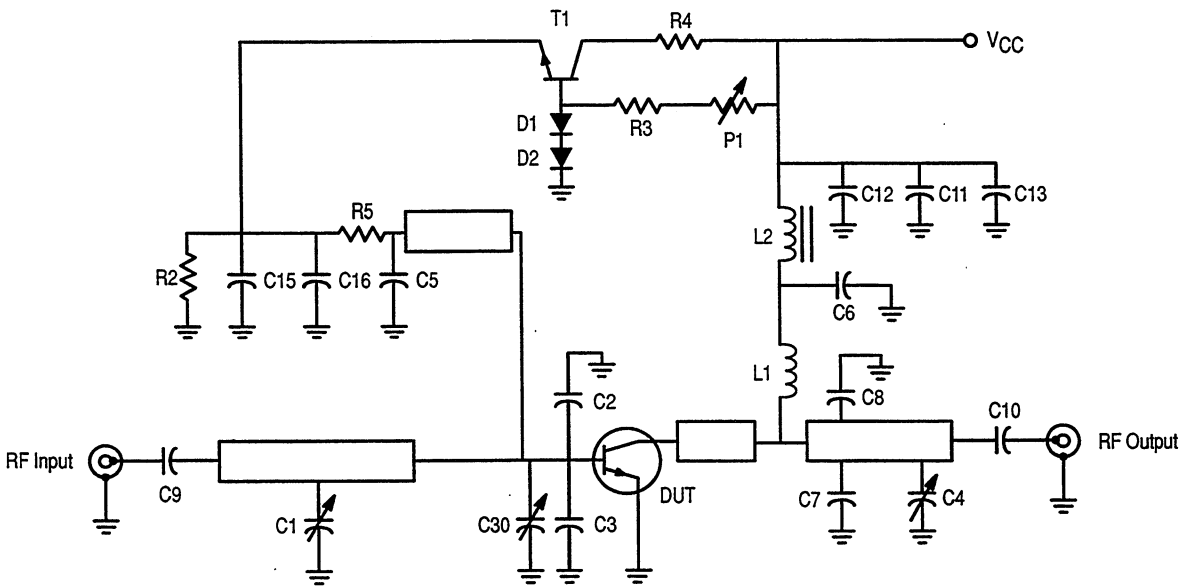 T1
R4
VCC
D1
R3
P1
D2
C12
C11
C13
R5
L2
R2
C15
C16
C5
C6
L1
C2
C8
C10
RF Input
RF Output
C9
DUT
C7
C4
C1
C30
C3